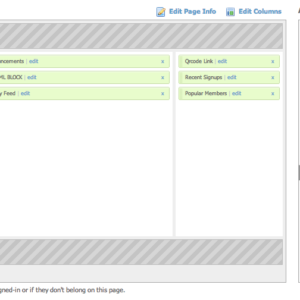 Edit Page Info Edit Columns
ncements | edit x
Qrcode Link | edit x
ML BLOCK | edit x
Recent Signups | edit x
y Feed | edit x
Popular Members | edit x
gned-in or if they don't belong on this page.